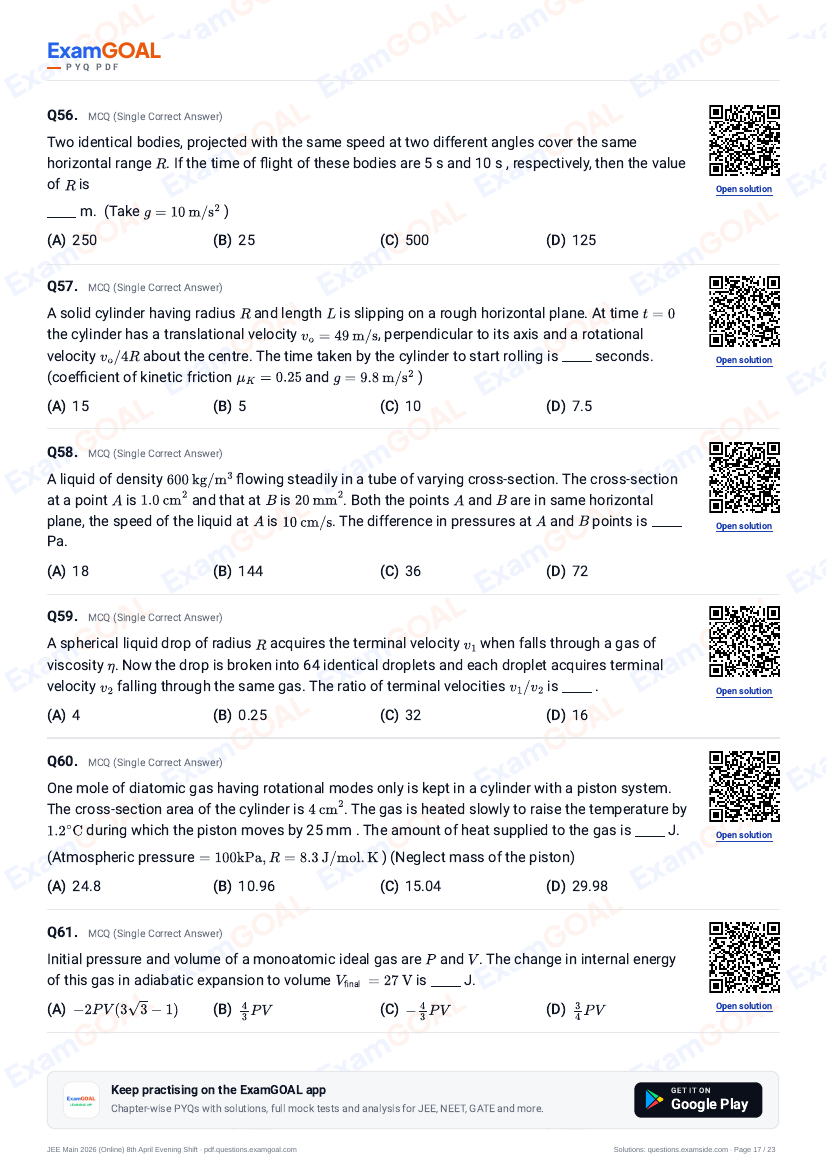 ExamGOAL
PYQ PDF
Q56. MCQ (Single Correct Answer)
Two identical bodies, projected with the same speed at two different angles cover the same
horizontal range R. If the time of flight of these bodies are 5 s and 10 s , respectively, then the value
of R is
____ m. (Take g = 10 m/s² )
(A) 250 (B) 25 (C) 500 (D) 125
Open solution
Q57. MCQ (Single Correct Answer)
A solid cylinder having radius R and length L is slipping on a rough horizontal plane. At time t = 0
the cylinder has a translational velocity vₒ = 49 m/s, perpendicular to its axis and a rotational
velocity vₒ/4R about the centre. The time taken by the cylinder to start rolling is ____ seconds.
(coefficient of kinetic friction μ_K = 0.25 and g = 9.8 m/s² )
(A) 15 (B) 5 (C) 10 (D) 7.5
Open solution
Q58. MCQ (Single Correct Answer)
A liquid of density 600 kg/m³ flowing steadily in a tube of varying cross-section. The cross-section
at a point A is 1.0 cm² and that at B is 20 mm². Both the points A and B are in same horizontal
plane, the speed of the liquid at A is 10 cm/s. The difference in pressures at A and B points is ____
Pa.
(A) 18 (B) 144 (C) 36 (D) 72
Open solution
Q59. MCQ (Single Correct Answer)
A spherical liquid drop of radius R acquires the terminal velocity v₁ when falls through a gas of
viscosity η. Now the drop is broken into 64 identical droplets and each droplet acquires terminal
velocity v₂ falling through the same gas. The ratio of terminal velocities v₁/v₂ is ____ .
(A) 4 (B) 0.25 (C) 32 (D) 16
Open solution
Q60. MCQ (Single Correct Answer)
One mole of diatomic gas having rotational modes only is kept in a cylinder with a piston system.
The cross-section area of the cylinder is 4 cm². The gas is heated slowly to raise the temperature by
1.2°C during which the piston moves by 25 mm . The amount of heat supplied to the gas is ____ J.
(Atmospheric pressure = 100kPa, R = 8.3 J/mol. K ) (Neglect mass of the piston)
(A) 24.8 (B) 10.96 (C) 15.04 (D) 29.98
Open solution
Q61. MCQ (Single Correct Answer)
Initial pressure and volume of a monoatomic ideal gas are P and V. The change in internal energy
of this gas in adiabatic expansion to volume V_final = 27 V is ____ J.
(A) −2PV(3√3 − 1) (B) 4/3 PV (C) −4/3 PV (D) 3/4 PV
Open solution
Keep practising on the ExamGOAL app
Chapter-wise PYQs with solutions, full mock tests and analysis for JEE, NEET, GATE and more.
GET IT ON
Google Play
JEE Main 2026 (Online) 8th April Evening Shift · pdf.questions.examgoal.com
Solutions: questions.examside.com · Page 17 / 23